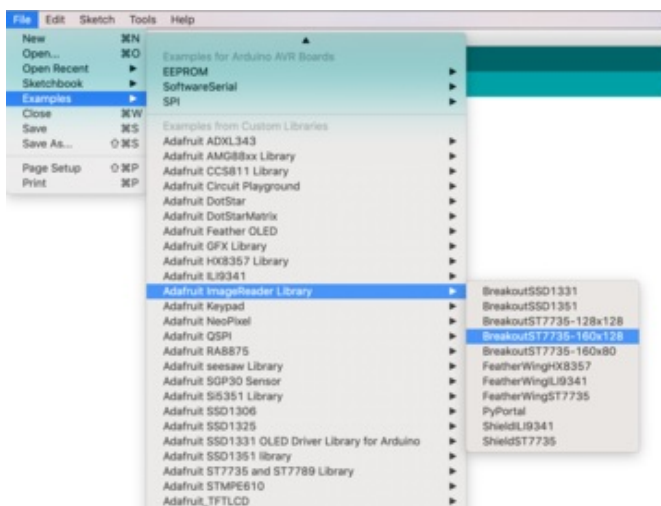 File Edit Sketch Tools Help
New ⌘N
Open... ⌘O
Open Recent
Sketchbook
Examples
Close ⌘W
Save ⌘S
Save As... ⇧⌘S
Page Setup ⇧⌘P
Print ⌘P
Examples for Arduino AVR Boards
EEPROM
SoftwareSerial
SPI
Examples from Custom Libraries
Adafruit ADXL343
Adafruit AMG88xx Library
Adafruit CCS811 Library
Adafruit Circuit Playground
Adafruit DotStar
Adafruit DotStarMatrix
Adafruit Feather OLED
Adafruit GFX Library
Adafruit HX8357 Library
Adafruit ILI9341
Adafruit ImageReader Library
Adafruit Keypad
Adafruit NeoPixel
Adafruit QSPI
Adafruit RA8875
Adafruit seesaw Library
Adafruit SGP30 Sensor
Adafruit Si5351 Library
Adafruit SSD1306
Adafruit SSD1325
Adafruit SSD1331 OLED Driver Library for Arduino
Adafruit SSD1351 library
Adafruit ST7735 and ST7789 Library
Adafruit STMPE610
Adafruit_TFTLCD
BreakoutSSD1331
BreakoutSSD1351
BreakoutST7735-128x128
BreakoutST7735-160x128
BreakoutST7735-160x80
FeatherWingHX8357
FeatherWingILI9341
FeatherWingST7735
PyPortal
ShieldILI9341
ShieldST7735